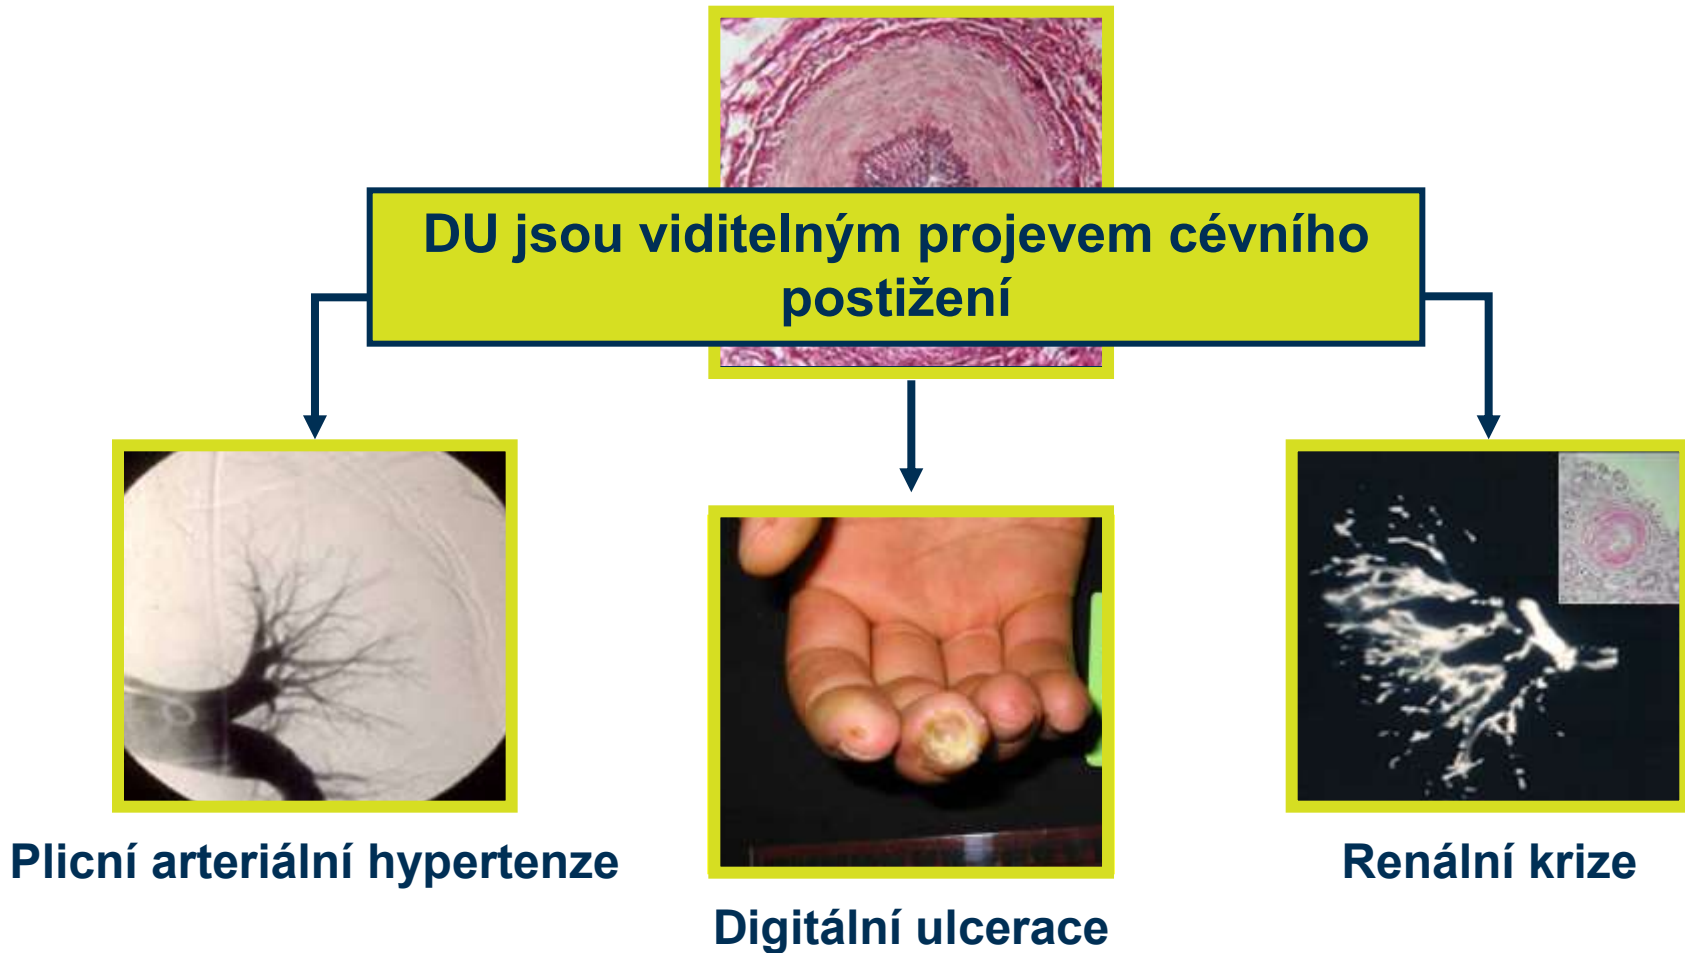 DU jsou viditelným projevem cévního
postižení
Plicní arteriální hypertenze
Digitální ulcerace
Renální krize